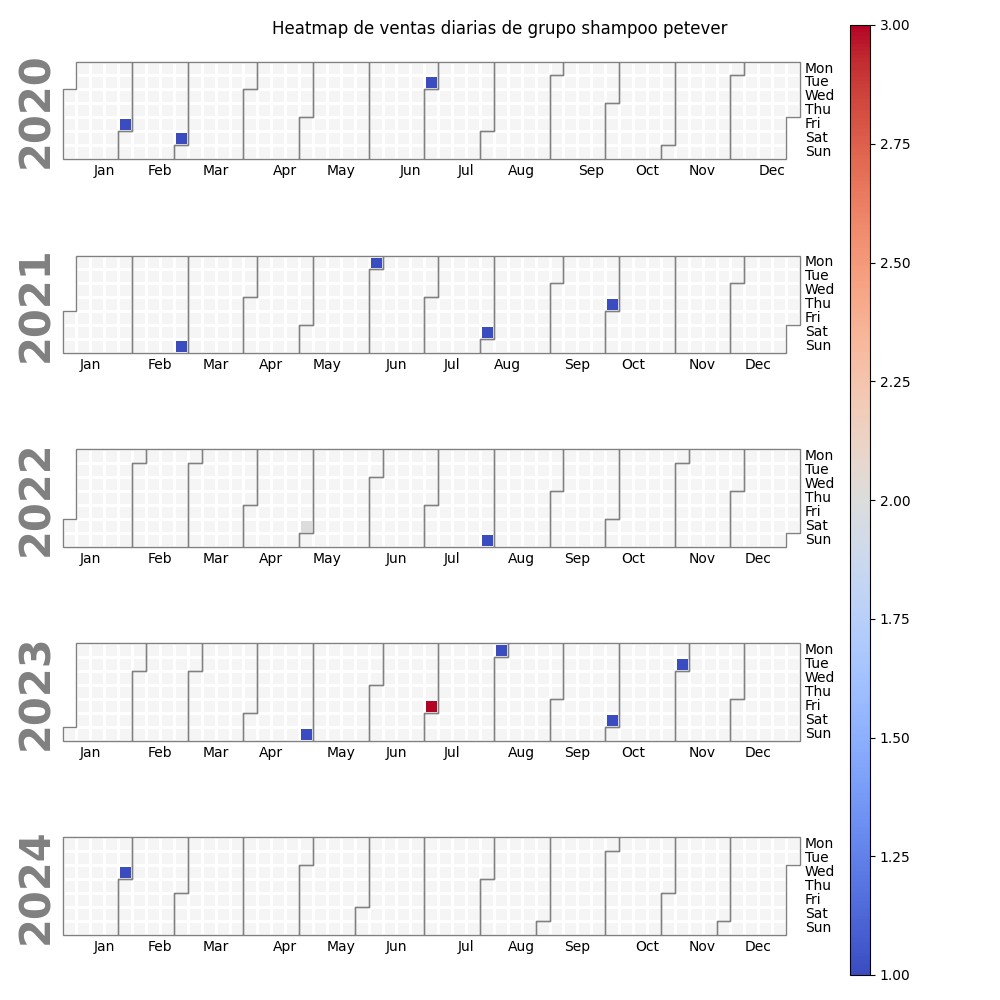 Heatmap de ventas diarias de grupo shampoo petever
2020
Mon
Tue
Wed
Thu
Fri
Sat
Sun
Jan Feb Mar Apr May Jun Jul Aug Sep Oct Nov Dec
2021
Mon
Tue
Wed
Thu
Fri
Sat
Sun
Jan Feb Mar Apr May Jun Jul Aug Sep Oct Nov Dec
2022
Mon
Tue
Wed
Thu
Fri
Sat
Sun
Jan Feb Mar Apr May Jun Jul Aug Sep Oct Nov Dec
2023
Mon
Tue
Wed
Thu
Fri
Sat
Sun
Jan Feb Mar Apr May Jun Jul Aug Sep Oct Nov Dec
2024
Mon
Tue
Wed
Thu
Fri
Sat
Sun
Jan Feb Mar Apr May Jun Jul Aug Sep Oct Nov Dec
3.00
2.75
2.50
2.25
2.00
1.75
1.50
1.25
1.00